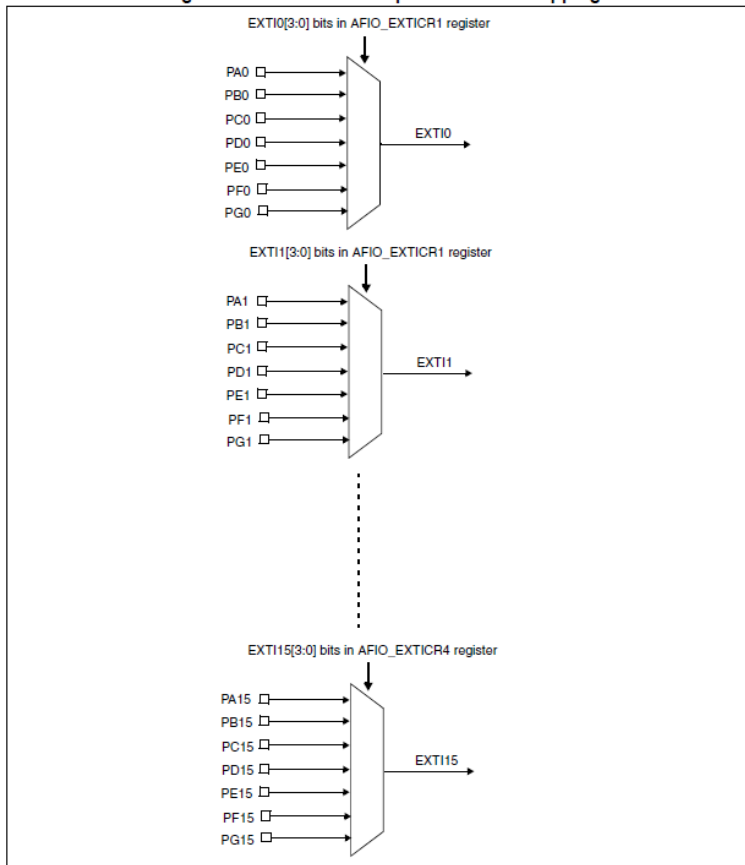 EXTI0[3:0] bits in AFIO_EXTICR1 register
PA0
PB0
PC0
PD0
EXTI0
PE0
PF0
PG0
EXTI1[3:0] bits in AFIO_EXTICR1 register
PA1
PB1
PC1
EXTI1
PD1
PE1
PF1
PG1
EXTI15[3:0] bits in AFIO_EXTICR4 register
PA15
PB15
PC15
EXTI15
PD15
PE15
PF15
PG15